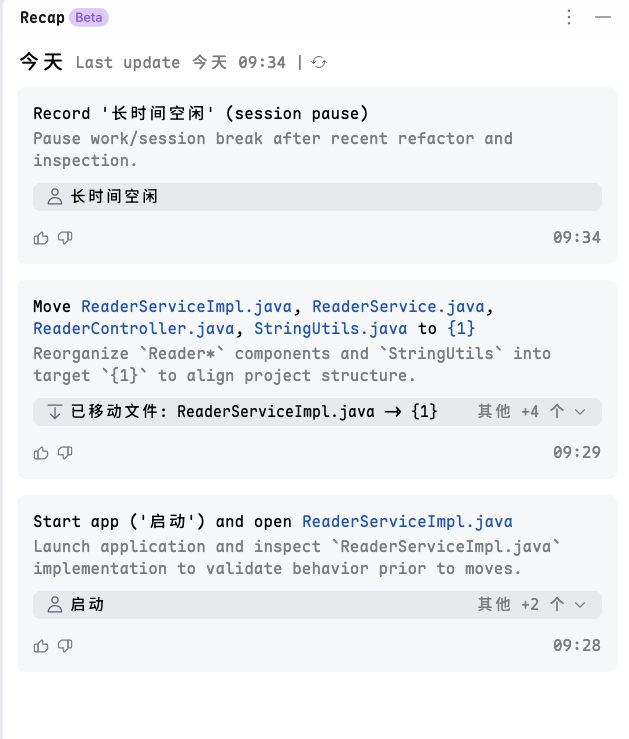 Recap Beta
今天 Last update 今天 09:34 |
Record '长时间空闲' (session pause)
Pause work/session break after recent refactor and
inspection.
长时间空闲
09:34
Move ReaderServiceImpl.java, ReaderService.java,
ReaderController.java, StringUtils.java to {1}
Reorganize `Reader*` components and `StringUtils` into
target `{1}` to align project structure.
已移动文件: ReaderServiceImpl.java → {1} 其他 +4 个
09:29
Start app ('启动') and open ReaderServiceImpl.java
Launch application and inspect `ReaderServiceImpl.java`
implementation to validate behavior prior to moves.
启动 其他 +2 个
09:28